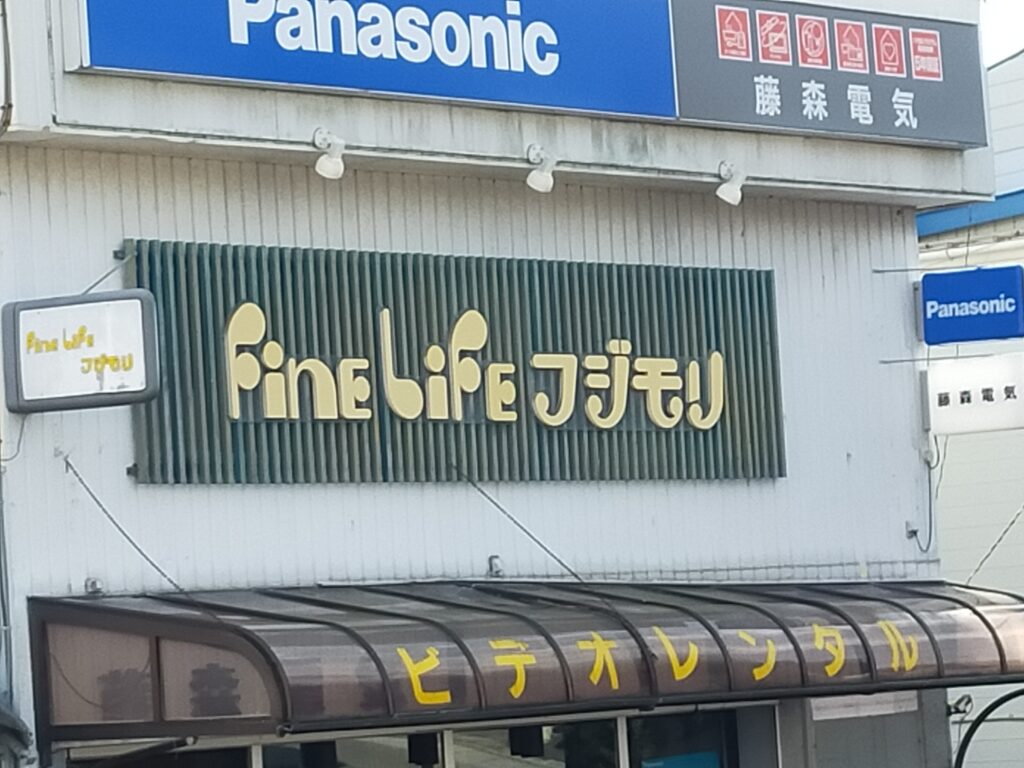 Panasonic
藤森電気
Fine Life フジモリ
Fine Life
フジモリ
Panasonic
藤森電気
ビデオレンタル